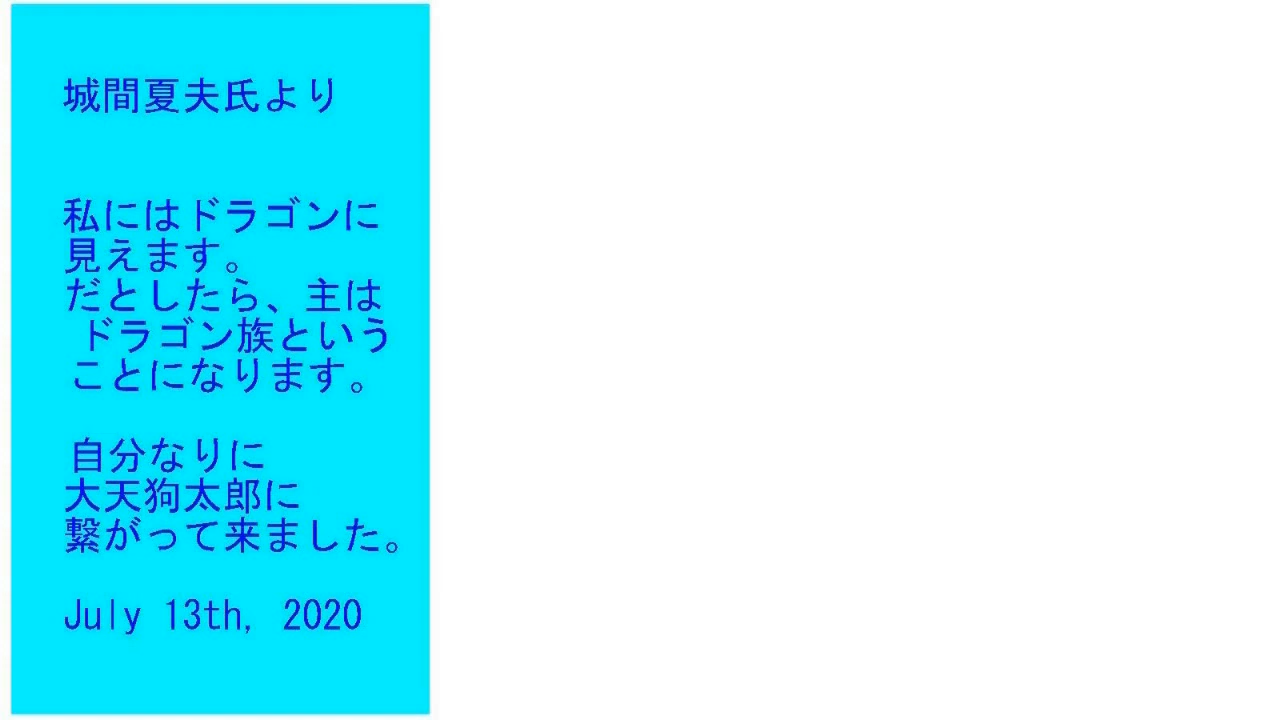 城間夏夫氏より
私にはドラゴンに
見えます。
だとしたら、主は
ドラゴン族という
ことになります。
自分なりに
大天狗太郎に
繋がって来ました。
July 13th, 2020